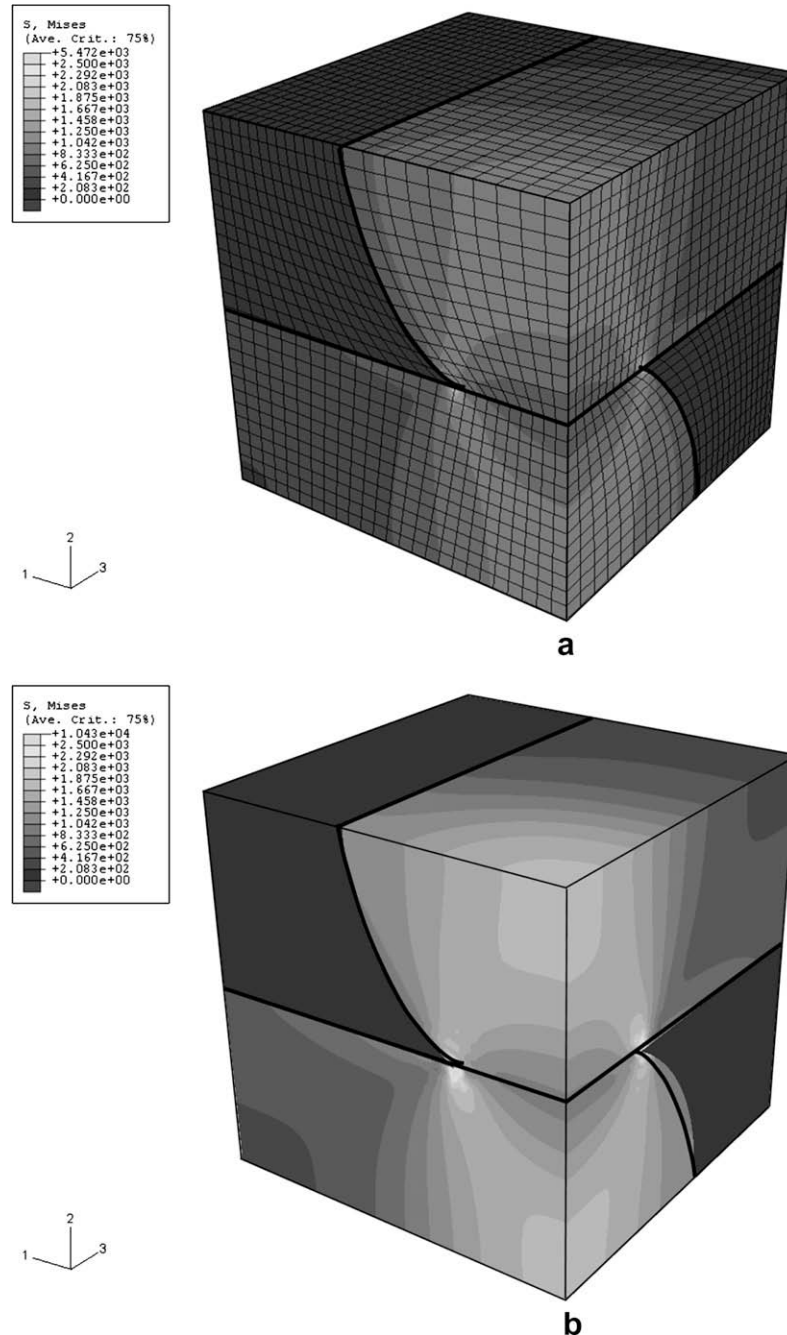 S, Mises
(Ave. Crit.: 75%)
+5.472e+03
+2.500e+03
+2.292e+03
+2.083e+03
+1.875e+03
+1.667e+03
+1.458e+03
+1.250e+03
+1.042e+03
+8.333e+02
+6.250e+02
+4.167e+02
+2.083e+02
+0.000e+00
2
1
3
a
S, Mises
(Ave. Crit.: 75%)
+1.043e+04
+2.500e+03
+2.292e+03
+2.083e+03
+1.875e+03
+1.667e+03
+1.458e+03
+1.250e+03
+1.042e+03
+8.333e+02
+6.250e+02
+4.167e+02
+2.083e+02
+0.000e+00
2
1
3
b